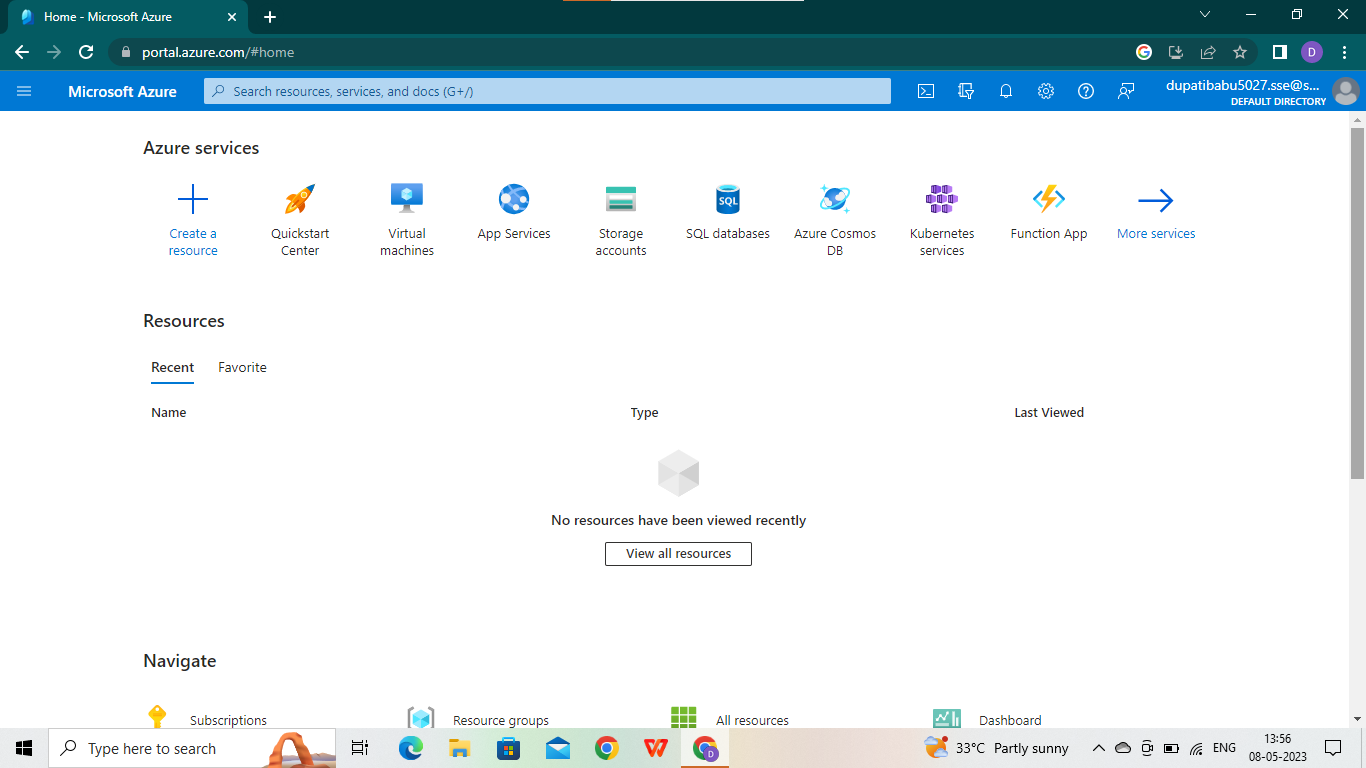 Home - Microsoft Azure
portal.azure.com/#home
D
Microsoft Azure
Search resources, services, and docs (G+/)
dupatibabu5027.sse@s...
DEFAULT DIRECTORY
Azure services
Create a resource
Quickstart Center
Virtual machines
App Services
Storage accounts
SQL
SQL databases
Azure Cosmos DB
Kubernetes services
Function App
More services
Resources
Recent
Favorite
Name
Type
Last Viewed
No resources have been viewed recently
View all resources
Navigate
Subscriptions
Resource groups
All resources
Dashboard
Type here to search
W
D
33°C Partly sunny
ENG
13:56
08-05-2023